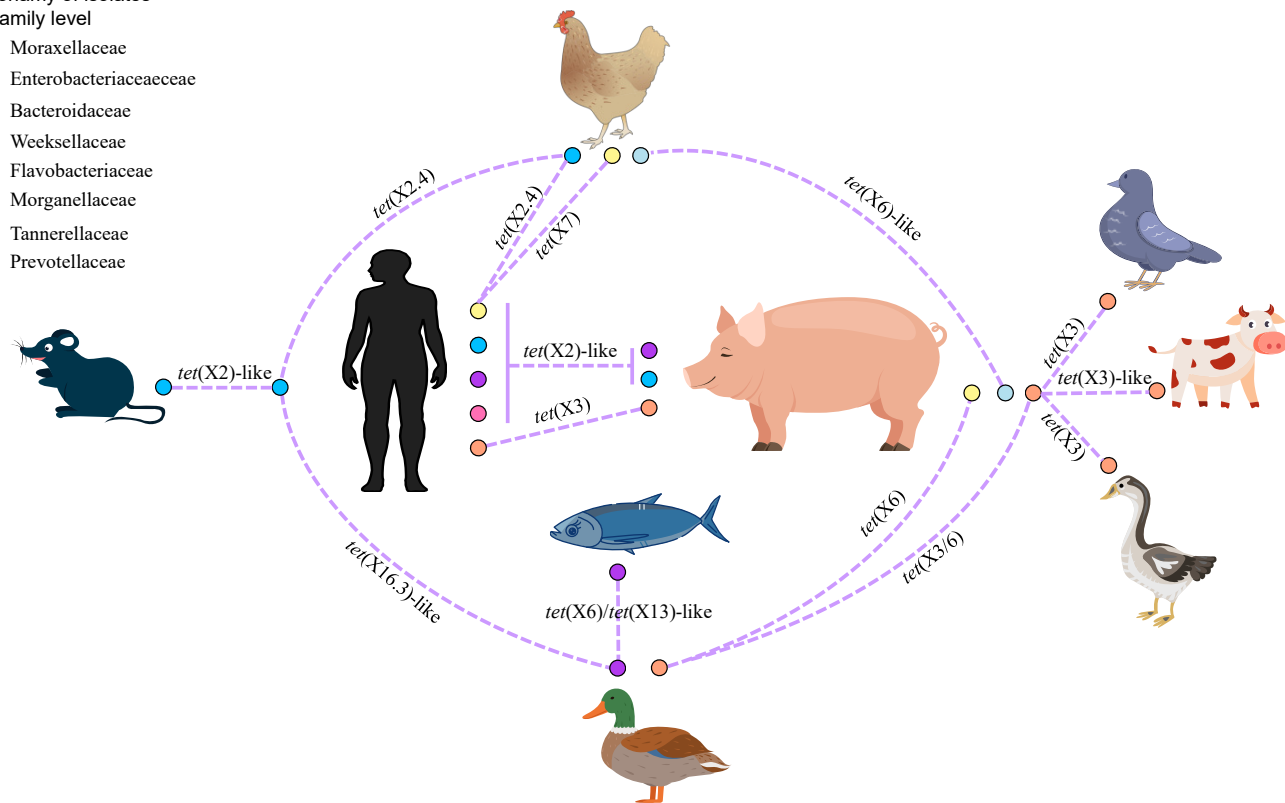 amily level
Moraxellaceae
Enterobacteriaceaeceae
Bacteroidaceae
Weeksellaceae
Flavobacteriaceae
Morganellaceae
Tannerellaceae
Prevotellaceae
tet(X2.4)
tet(X2.4)
tet(X7)
tet(X6)-like
tet(X2)-like
tet(X2)-like
tet(X3)
tet(X3)
tet(X3)-like
tet(X3)
tet(X6)
tet(X3/6)
tet(X16.3)-like
tet(X6)/tet(X13)-like